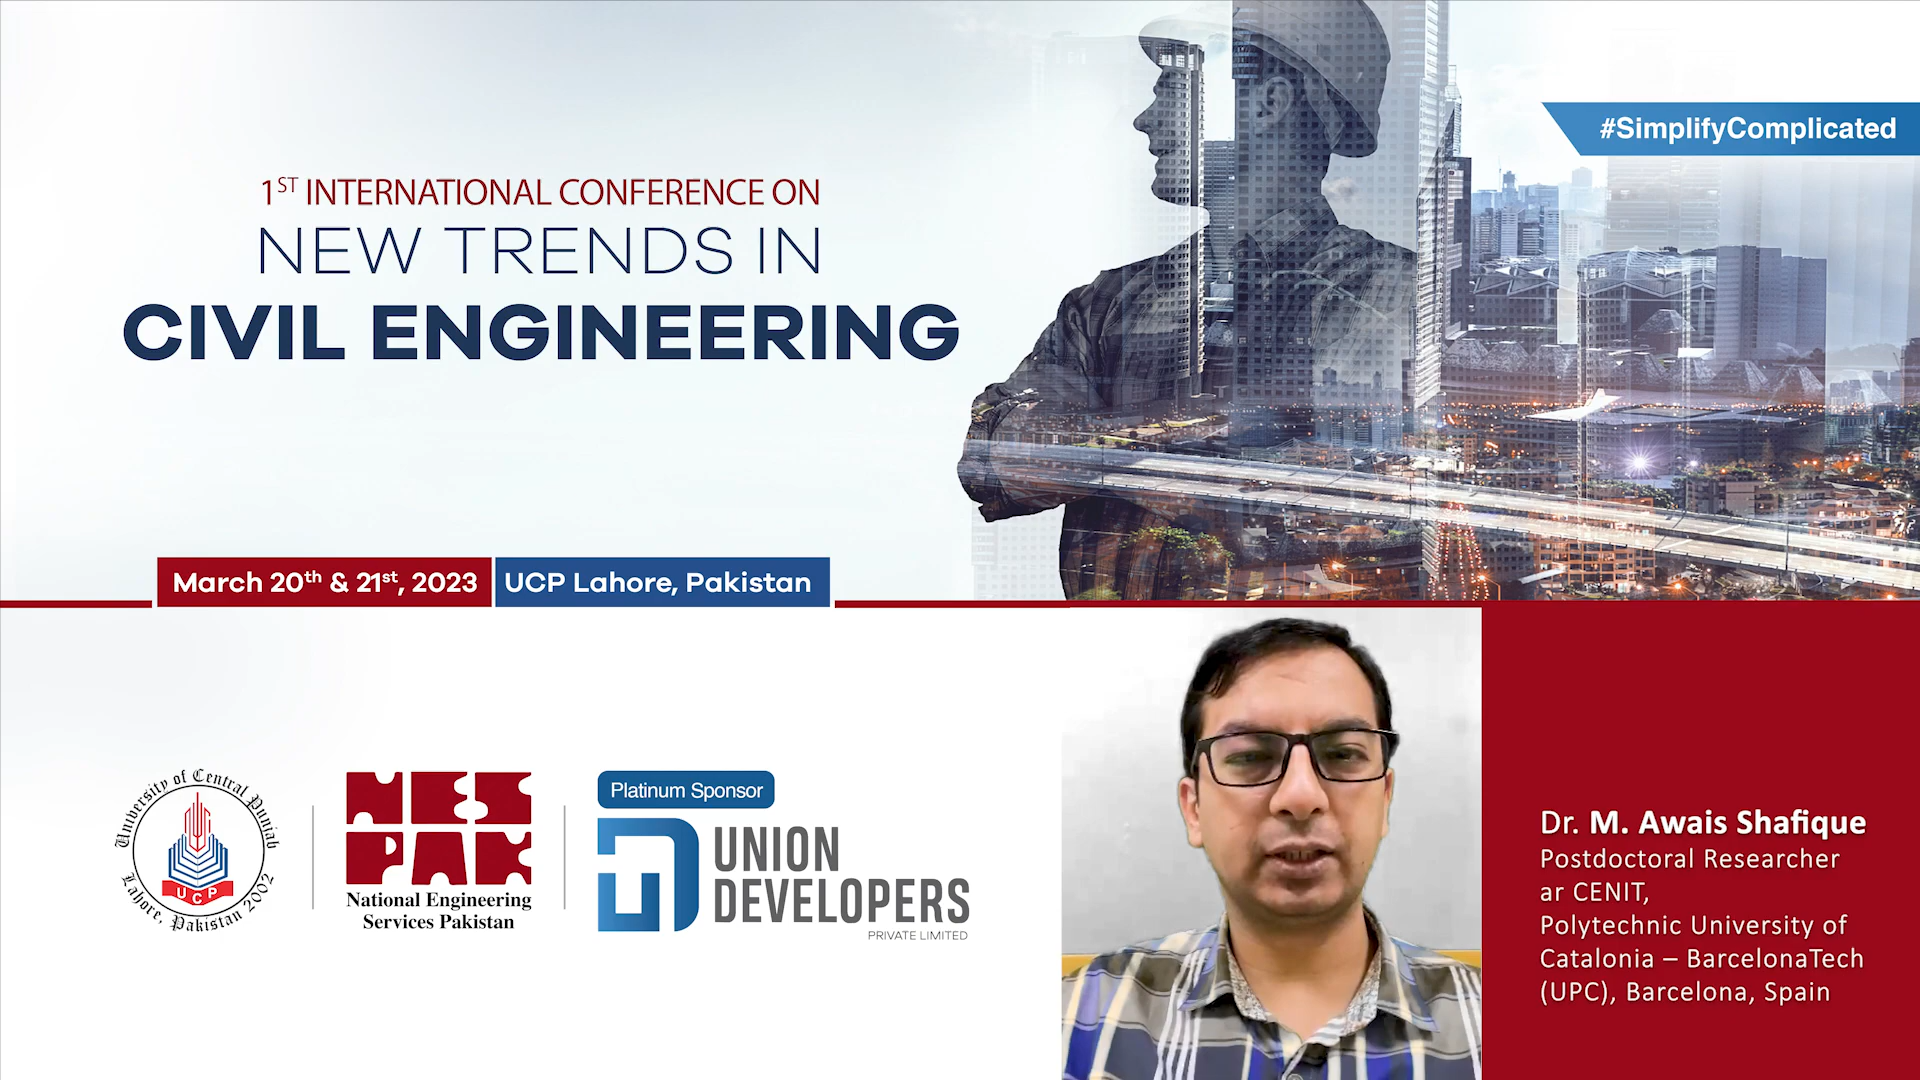 #SimplifyComplicated
1ST INTERNATIONAL CONFERENCE ON
NEW TRENDS IN
CIVIL ENGINEERING
March 20th & 21st, 2023
UCP Lahore, Pakistan
University of Central Punjab
UCP
Lahore, Pakistan 2002
NES
PAK
National Engineering
Services Pakistan
Platinum Sponsor
UNION
DEVELOPERS
PRIVATE LIMITED
Dr. M. Awais Shafique
Postdoctoral Researcher
ar CENIT,
Polytechnic University of
Catalonia – BarcelonaTech
(UPC), Barcelona, Spain